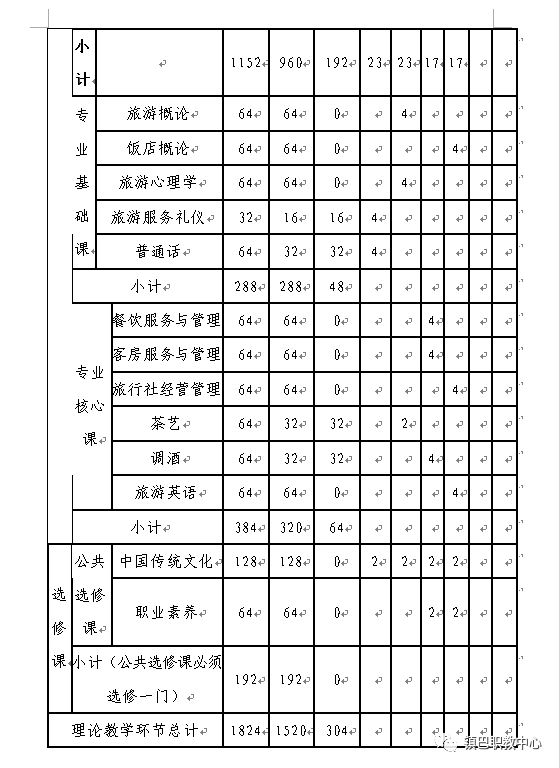 小计 1152 960 192 23 23 17 17
专业基础课
旅游概论 64 64 0 4
饭店概论 64 64 0 4
旅游心理学 64 64 0 4
旅游服务礼仪 32 16 16 4
普通话 64 32 32 4
小计 288 288 48
专业核心课
餐饮服务与管理 64 64 0 4
客房服务与管理 64 64 0 4
旅行社经营管理 64 64 0 4
茶艺 64 32 32 2
调酒 64 32 32 4
旅游英语 64 64 0 4
小计 384 320 64
选修课
公共选修课
中国传统文化 128 128 0 2 2 2 2
职业素养 64 64 0 2 2
小计（公共选修课必须
选修一门） 192 192 0
理论教学环节总计 1824 1520 304
镇巴职教中心